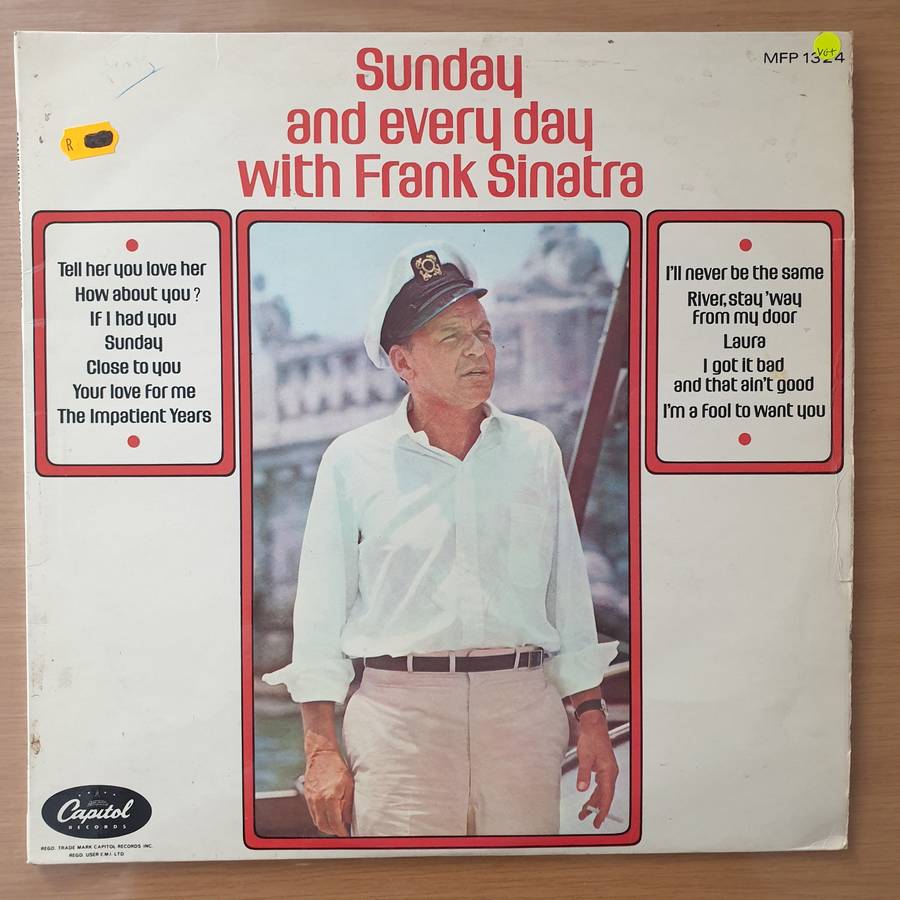 Sunday
and every day
with Frank Sinatra
MFP 1324
VG+
R
Tell her you love her
How about you?
If I had you
Sunday
Close to you
Your love for me
The Impatient Years
I'll never be the same
River, stay 'way
from my door
Laura
I got it bad
and that ain't good
I'm a fool to want you
Capitol
RECORDS
REGD. TRADE MARK CAPITOL RECORDS INC.
REGD. USER E.M.I. LTD.